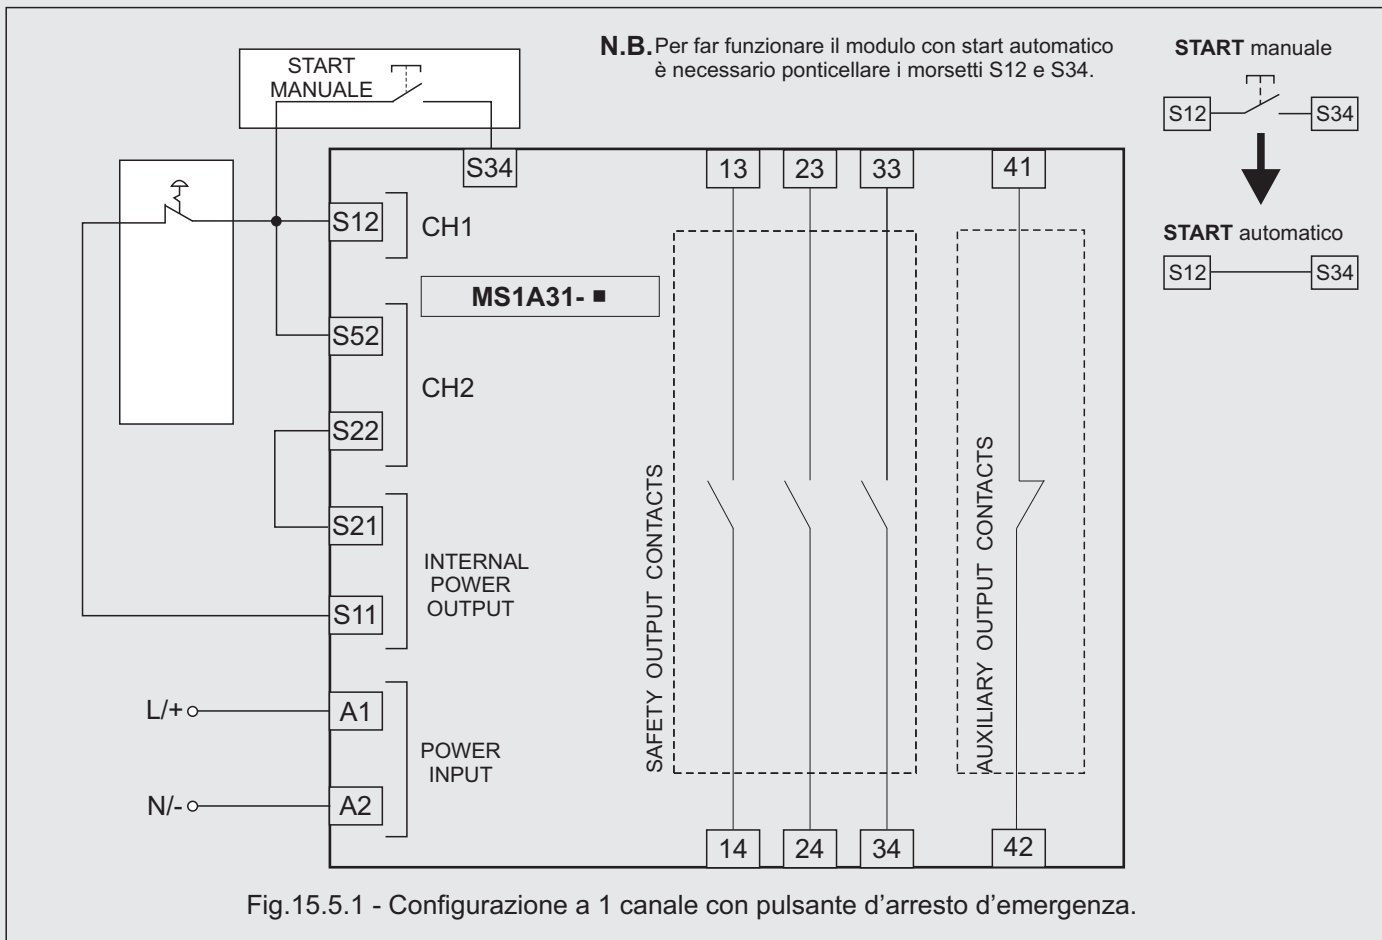 START
MANUALE
N.B. Per far funzionare il modulo con start automatico
è necessario ponticellare i morsetti S12 e S34.
START manuale
S12
S34
START automatico
S12
S34
S34
13
23
33
41
S12
CH1
MS1A31- ■
S52
CH2
S22
S21
INTERNAL
POWER
OUTPUT
S11
SAFETY OUTPUT CONTACTS
AUXILIARY OUTPUT CONTACTS
L/+
A1
POWER
INPUT
N/-
A2
14
24
34
42
Fig.15.5.1 - Configurazione a 1 canale con pulsante d’arresto d’emergenza.